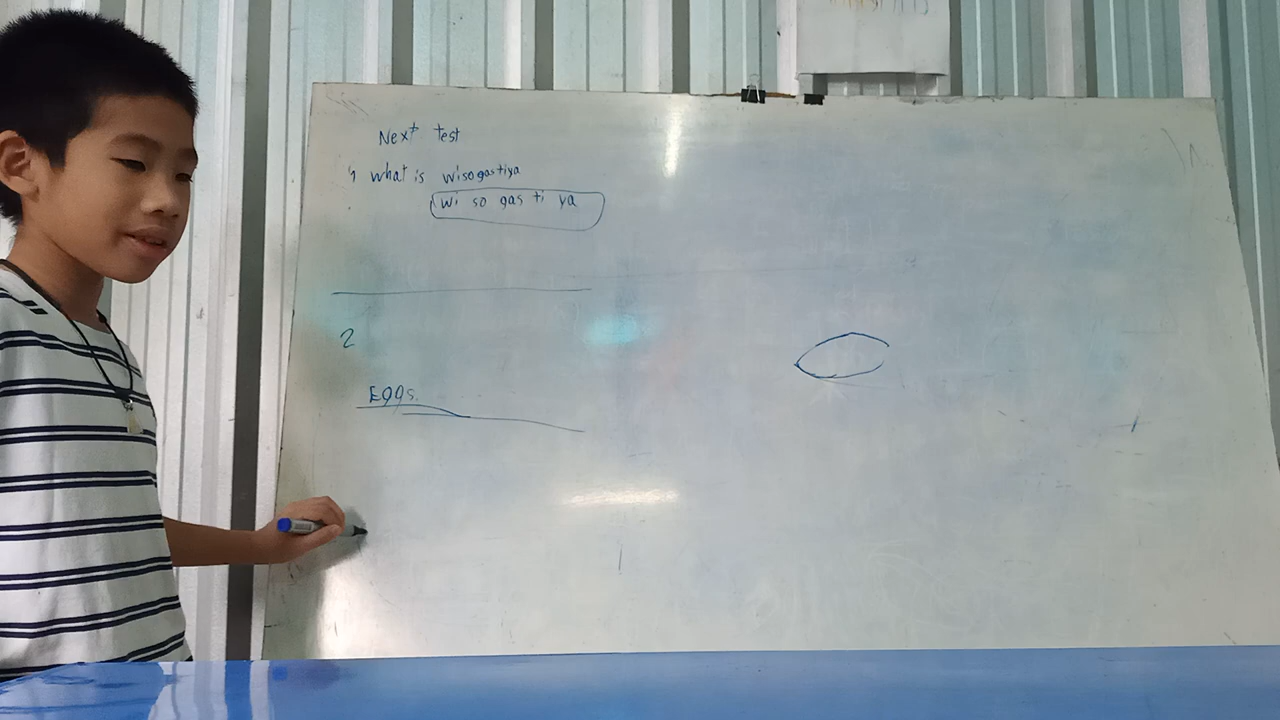 Next test
1 what is wisogastiya
wi so gas ti ya
2
Eggs.